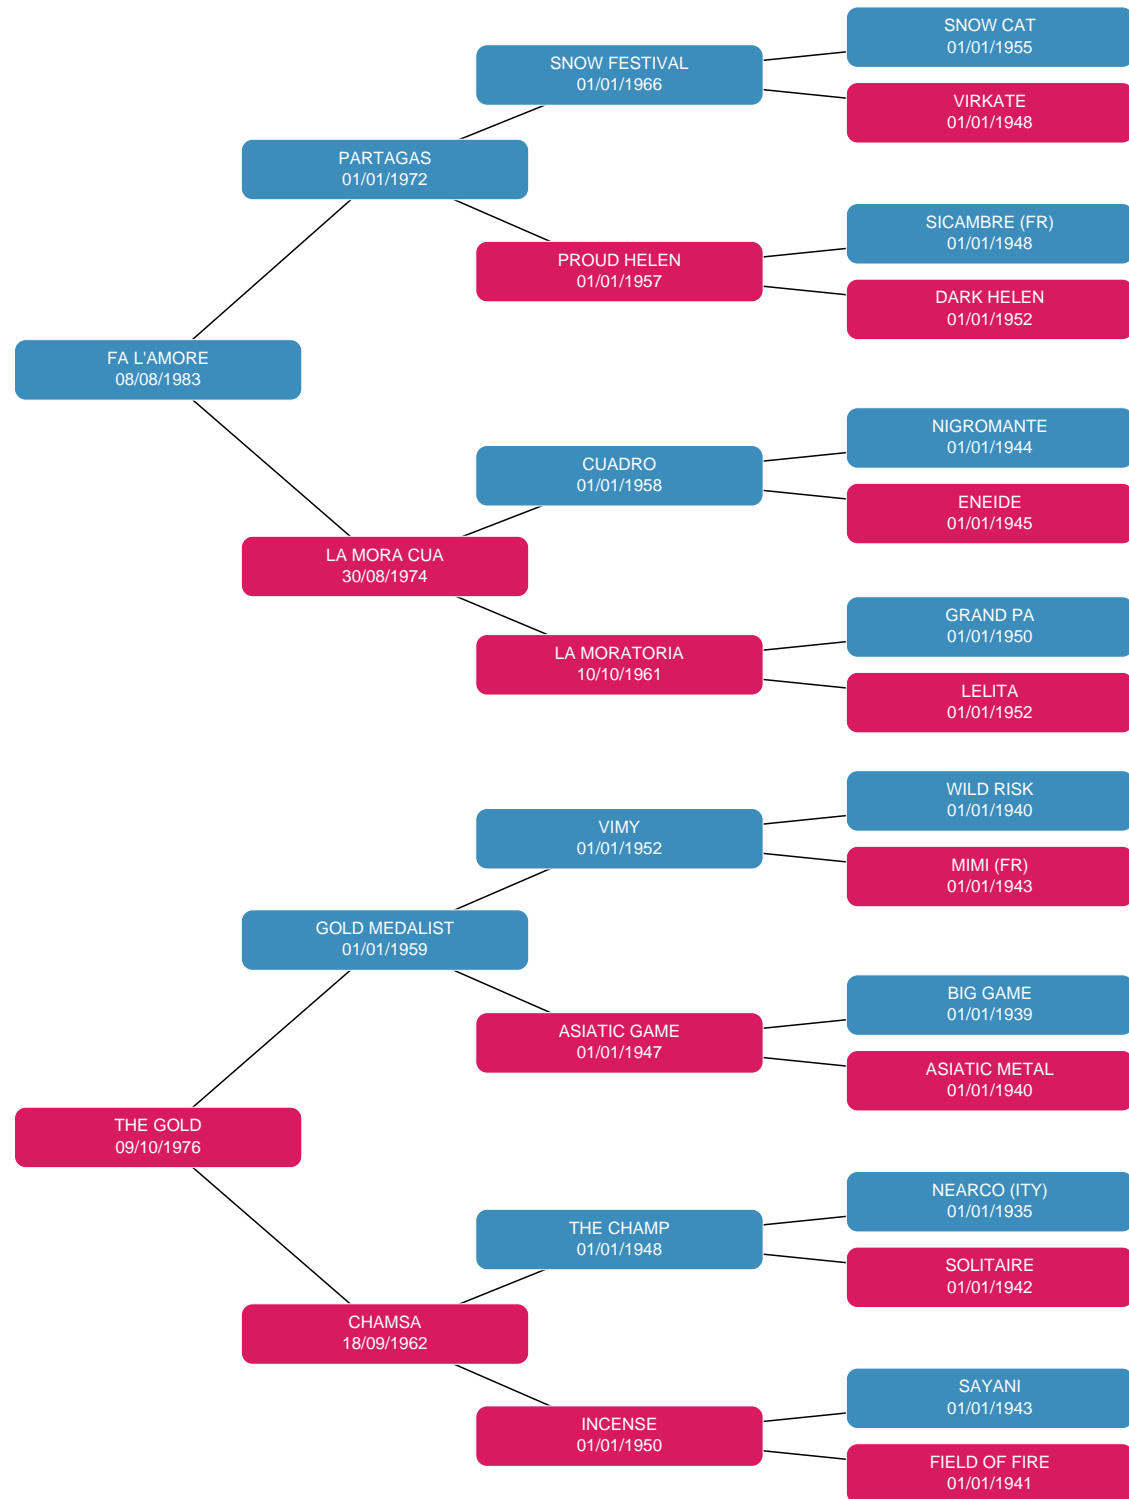 SNOW CAT
01/01/1955
SNOW FESTIVAL
01/01/1966
VIRKATE
01/01/1948
PARTAGAS
01/01/1972
SICAMBRE (FR)
01/01/1948
PROUD HELEN
01/01/1957
DARK HELEN
01/01/1952
FA L'AMORE
08/08/1983
NIGROMANTE
01/01/1944
CUADRO
01/01/1958
ENEIDE
01/01/1945
LA MORA CUA
30/08/1974
GRAND PA
01/01/1950
LA MORATORIA
10/10/1961
LELITA
01/01/1952
WILD RISK
01/01/1940
VIMY
01/01/1952
MIMI (FR)
01/01/1943
GOLD MEDALIST
01/01/1959
BIG GAME
01/01/1939
ASIATIC GAME
01/01/1947
ASIATIC METAL
01/01/1940
THE GOLD
09/10/1976
NEARCO (ITY)
01/01/1935
THE CHAMP
01/01/1948
SOLITAIRE
01/01/1942
CHAMSA
18/09/1962
SAYANI
01/01/1943
INCENSE
01/01/1950
FIELD OF FIRE
01/01/1941